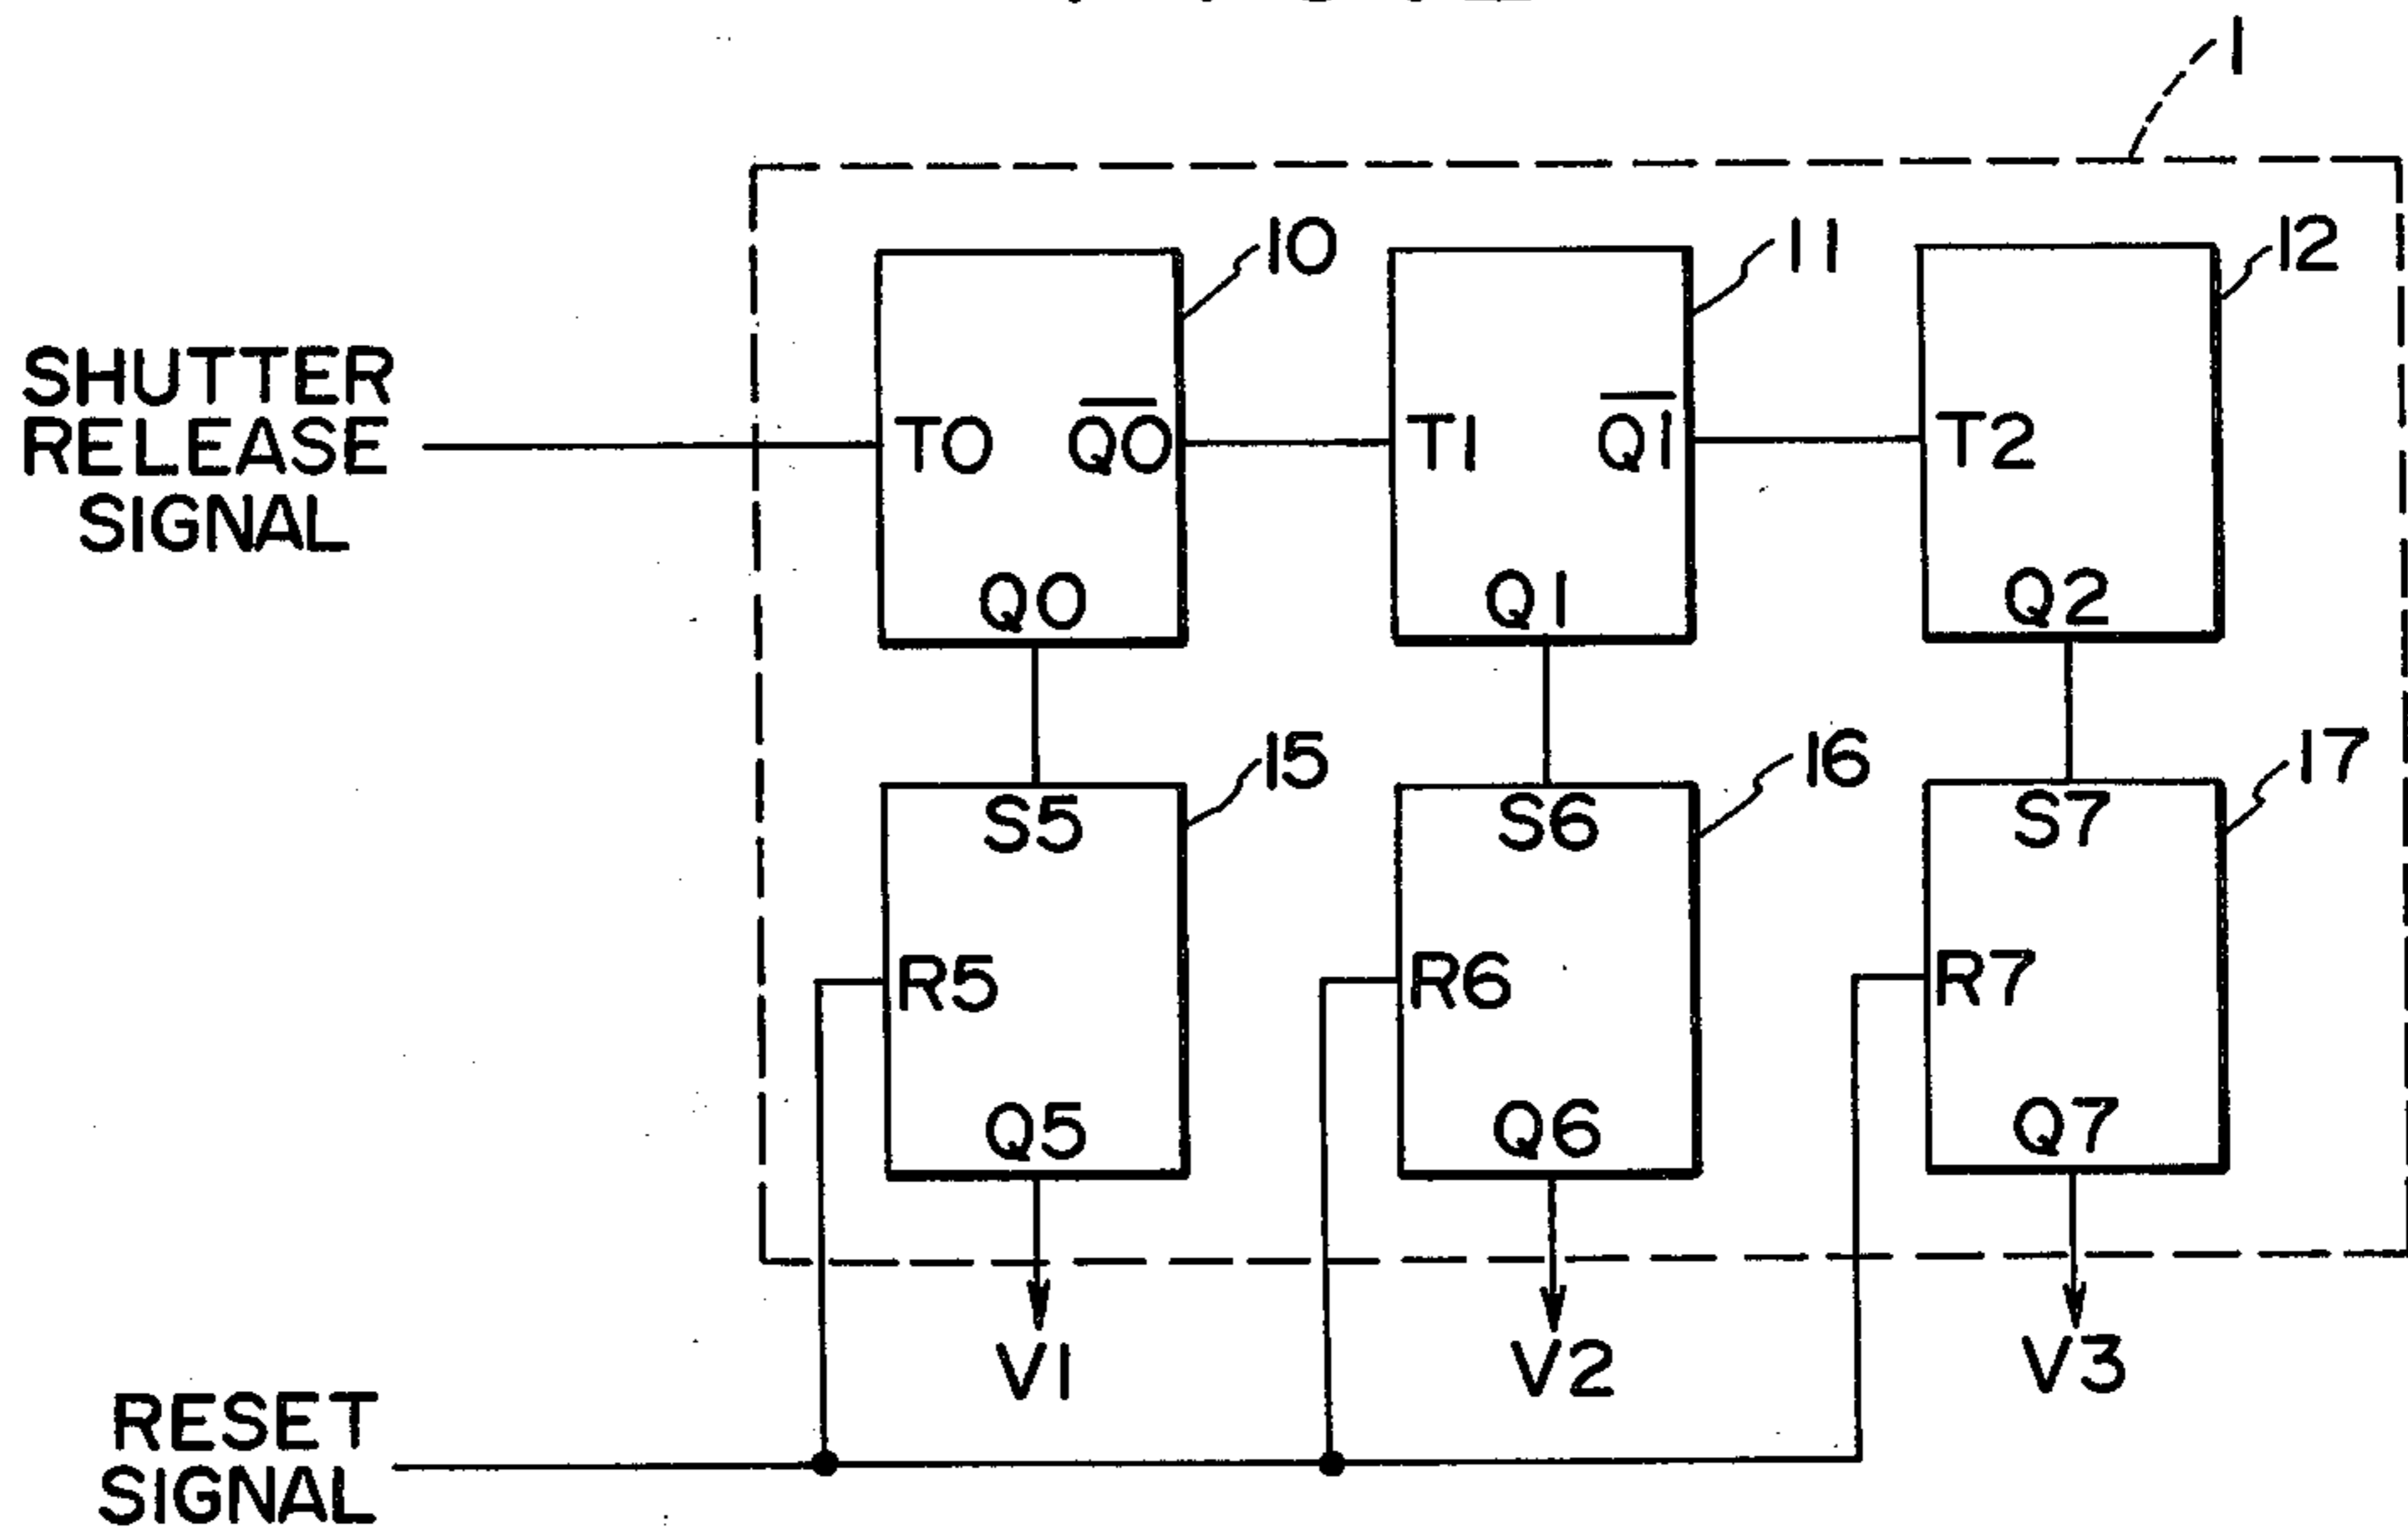 1
10
11
12
SHUTTER
RELEASE
SIGNAL
T0 Q̅0̅ T1 Q̅1̅ T2
Q0 Q1 Q2
15
16
17
S5 S6 S7
R5 R6 R7
Q5 Q6 Q7
V1 V2 V3
RESET
SIGNAL